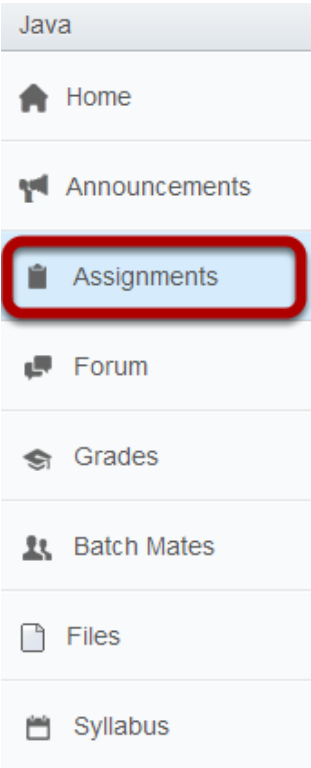 Java
Home
Announcements
Assignments
Forum
Grades
Batch Mates
Files
Syllabus